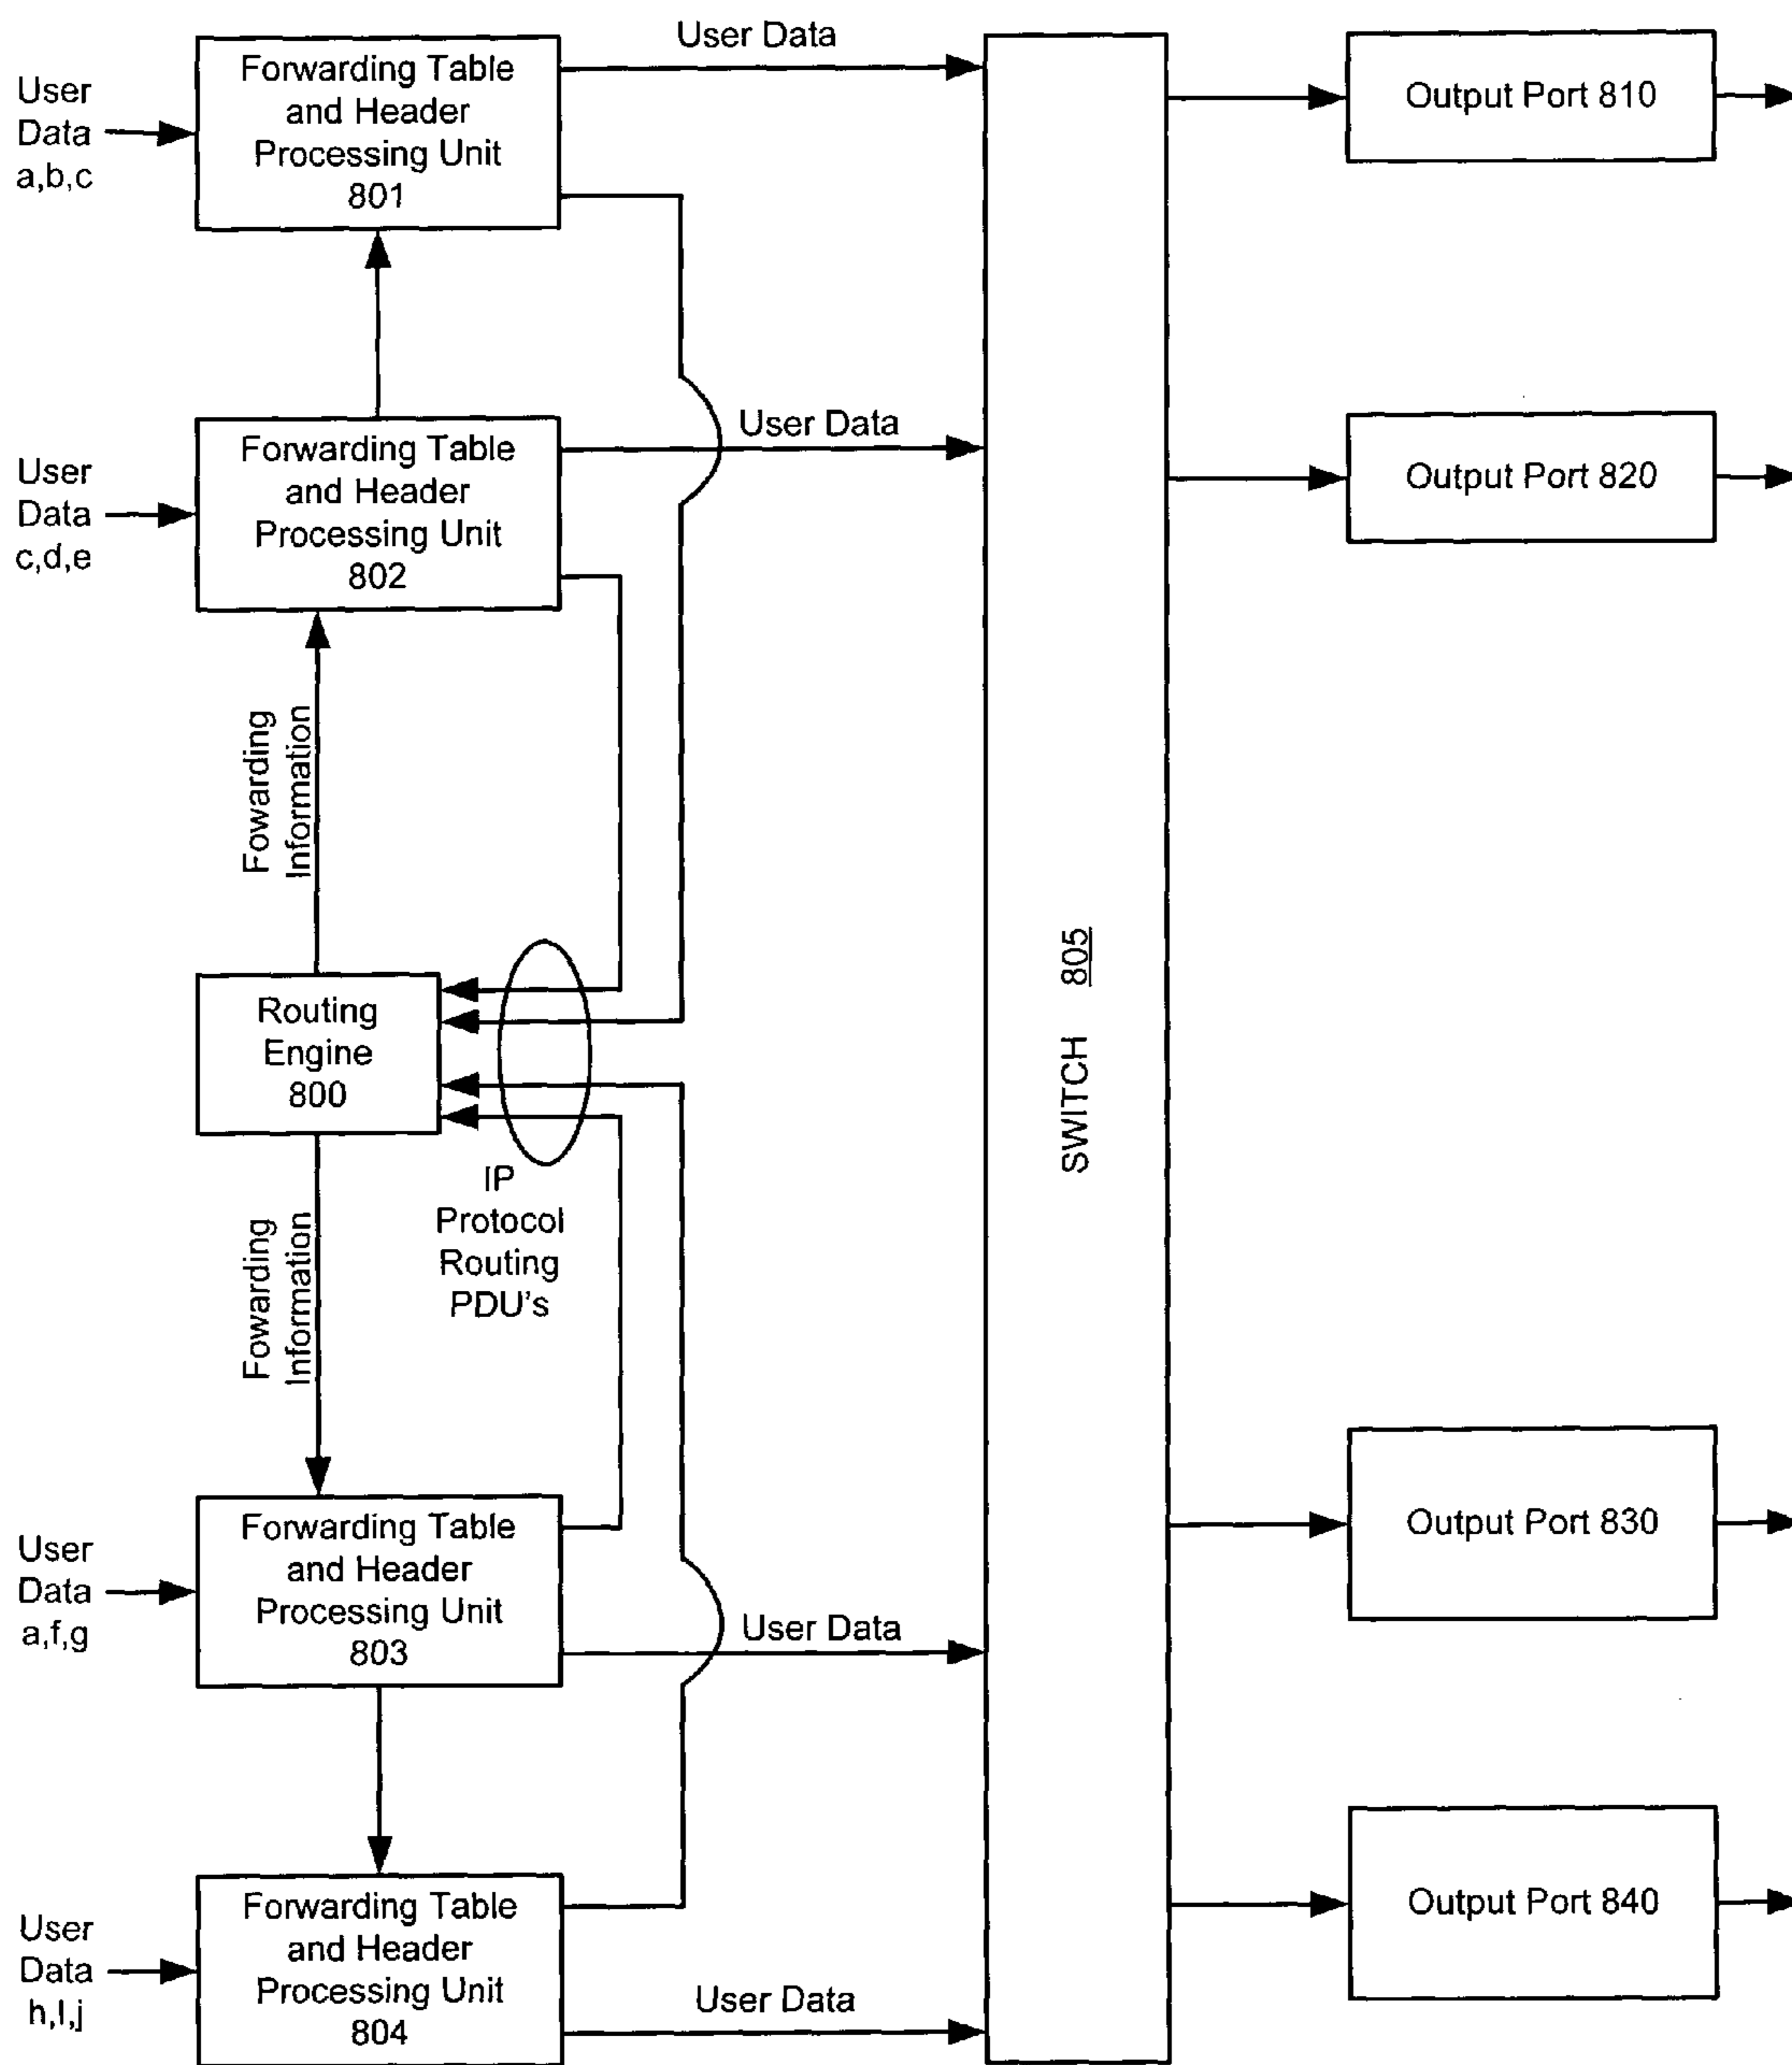 User Data
User
Data
a,b,c
Forwarding Table
and Header
Processing Unit
801
Output Port 810
User
Data
c,d,e
Forwarding Table
and Header
Processing Unit
802
User Data
Output Port 820
Fowarding
Information
Routing
Engine
800
SWITCH 805
IP
Protocol
Routing
PDU's
Fowarding
Information
User
Data
a,f,g
Forwarding Table
and Header
Processing Unit
803
User Data
Output Port 830
User
Data
h,I,j
Forwarding Table
and Header
Processing Unit
804
User Data
Output Port 840